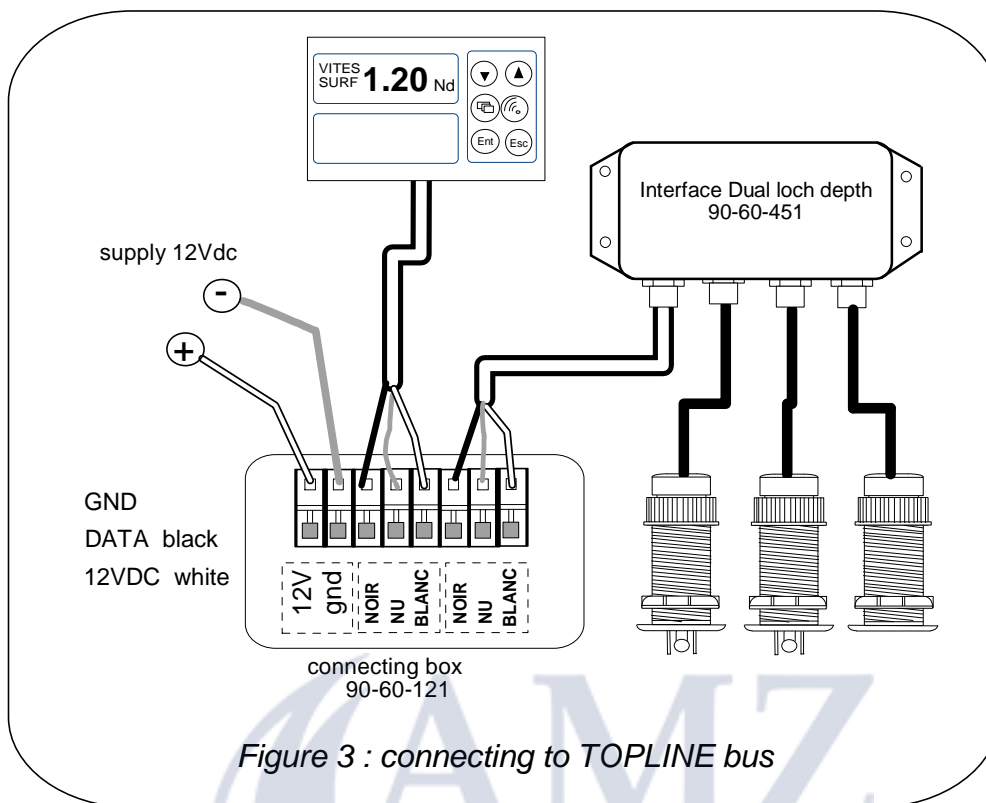 VITES
SURF 1.20 Nd
Ent Esc
Interface Dual loch depth
90-60-451
supply 12Vdc
-
+
GND
DATA black
12VDC white
12V
gnd
NOIR
NU
BLANC
NOIR
NU
BLANC
connecting box
90-60-121
AMZ
Figure 3 : connecting to TOPLINE bus